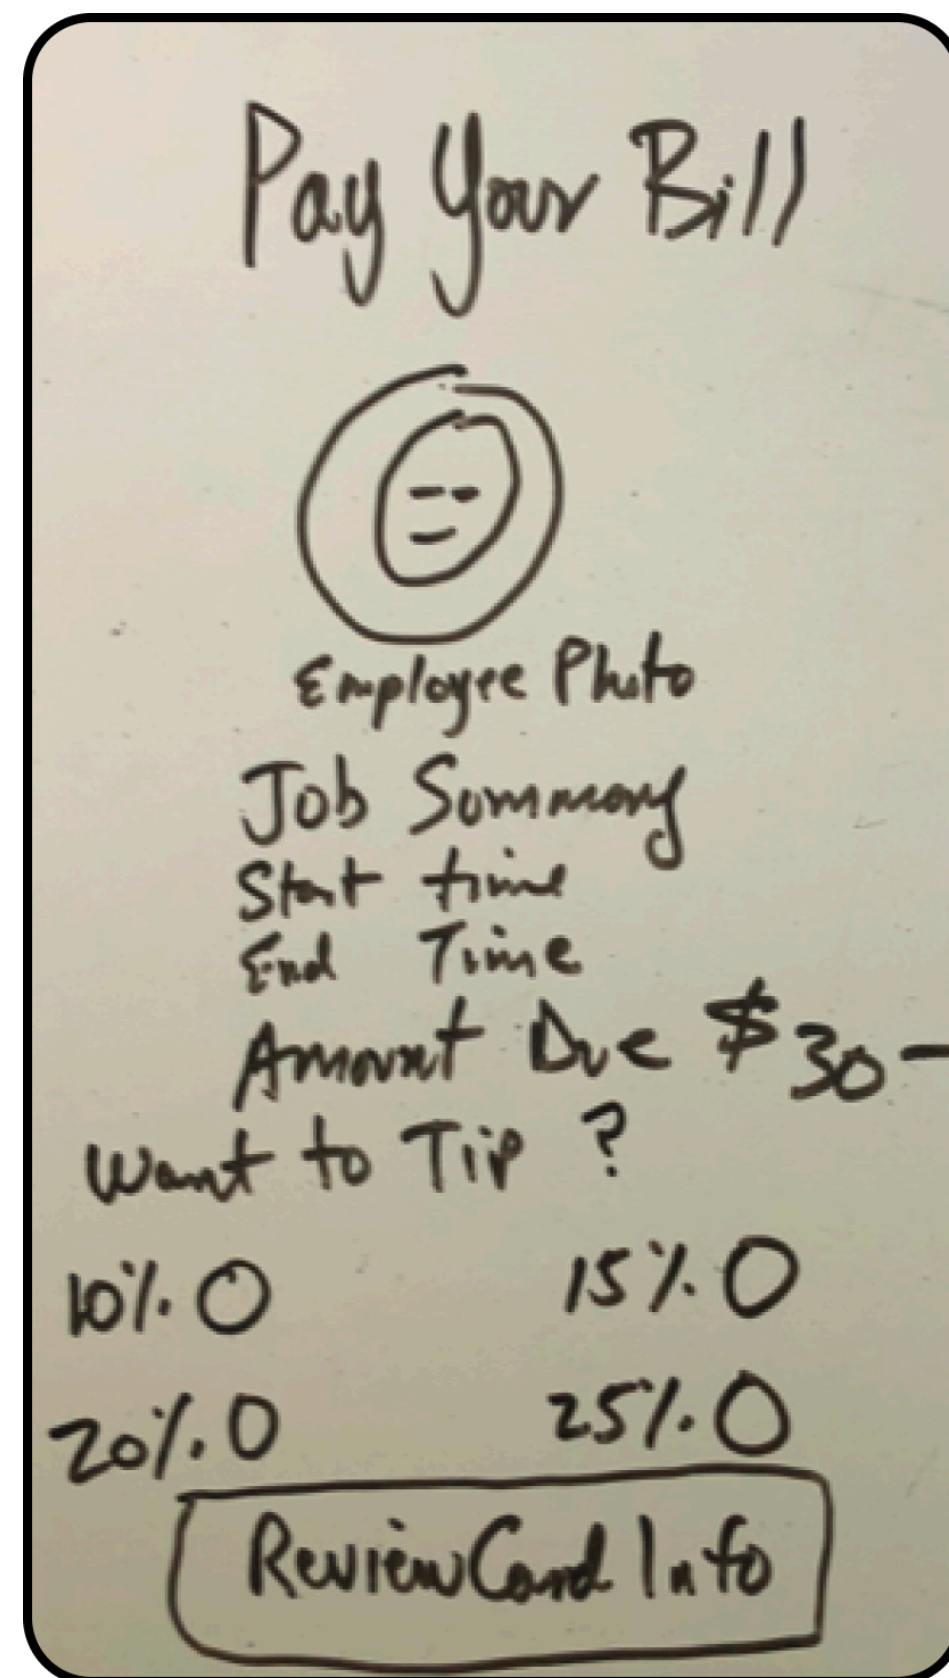 Pay Your Bill
Employee Photo
Job Summary
Start time
End Time
Amount Due $30-
Want to Tip ?
10% O 15% O
20% O 25% O
Review Card Info